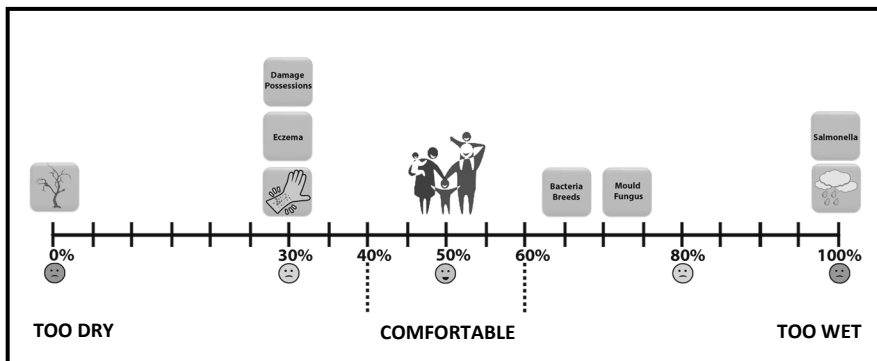 Damage
Possessions
Eczema
Salmonella
Bacteria
Breeds
Mould
Fungus
0% 30% 40% 50% 60% 80% 100%
TOO DRY COMFORTABLE TOO WET